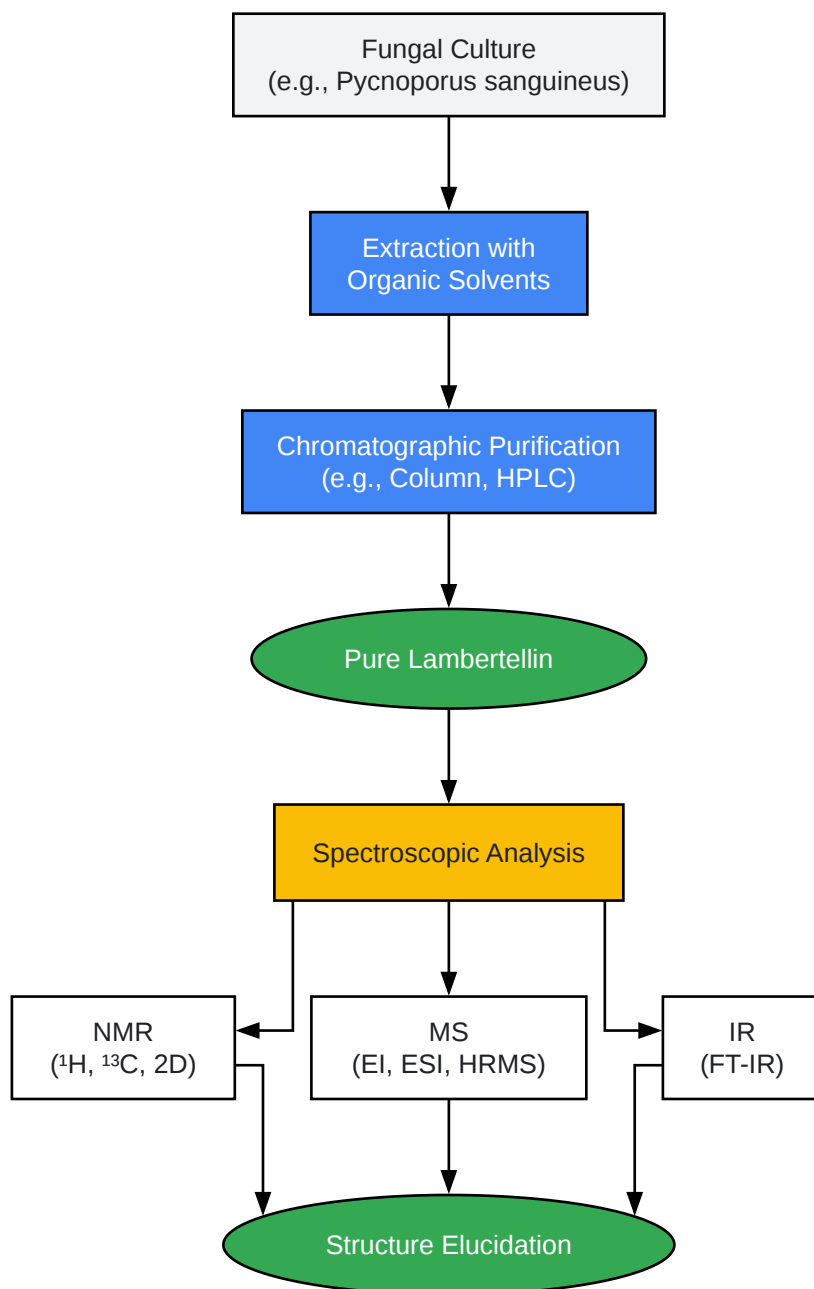 Fungal Culture
(e.g., Pycnoporus sanguineus)
Extraction with
Organic Solvents
Chromatographic Purification
(e.g., Column, HPLC)
Pure Lambertellin
Spectroscopic Analysis
NMR
(¹H, ¹³C, 2D)
MS
(EI, ESI, HRMS)
IR
(FT-IR)
Structure Elucidation